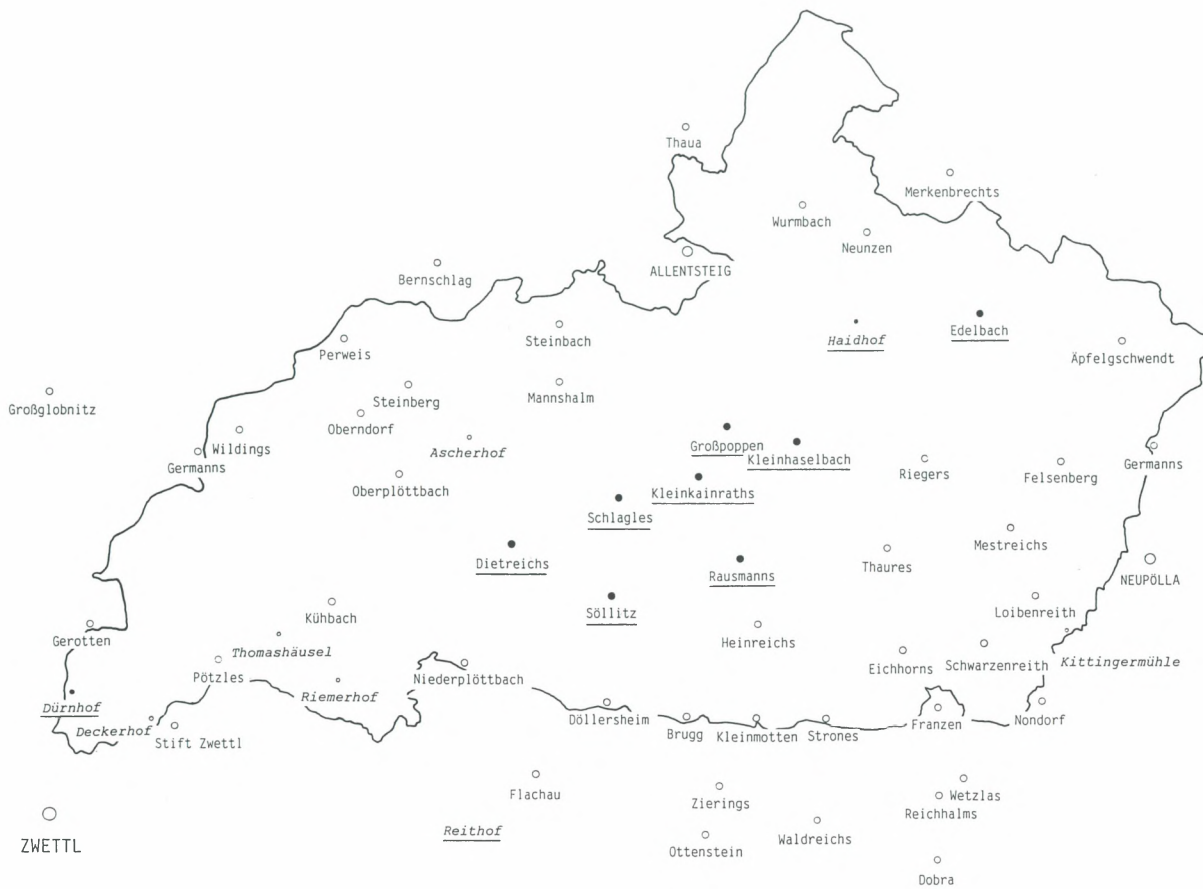 Thaua
Merkenbrechts
Wurmbach
Neunzen
ALLENTSTEIG
Bernschlag
Steinbach
Haidhof
Edelbach
Perweis
Äpfelgschwendt
Großglobnitz
Steinberg
Mannshalm
Oberndorf
Wildings
Ascherhof
Großpoppen
Kleinhaselbach
Germanns
Germanns
Riegers
Felsenberg
Oberplöttbach
Kleinkainraths
Schlagles
Mestreichs
Dietreichs
Rausmanns
Thaures
NEUPÖLLA
Kühbach
Söllitz
Loibenreith
Gerotten
Thomashäusel
Heinreichs
Eichhorns
Schwarzenreith
Kittingermühle
Pötzles
Riemerhof
Niederplöttbach
Dürnhof
Deckerhof
Stift Zwettl
Döllersheim
Brugg
Kleinmotten
Strones
Franzen
Nondorf
Flachau
Zierings
Wetzlas
Reichhalms
Reithof
Ottenstein
Waldreichs
ZWETTL
Dobra